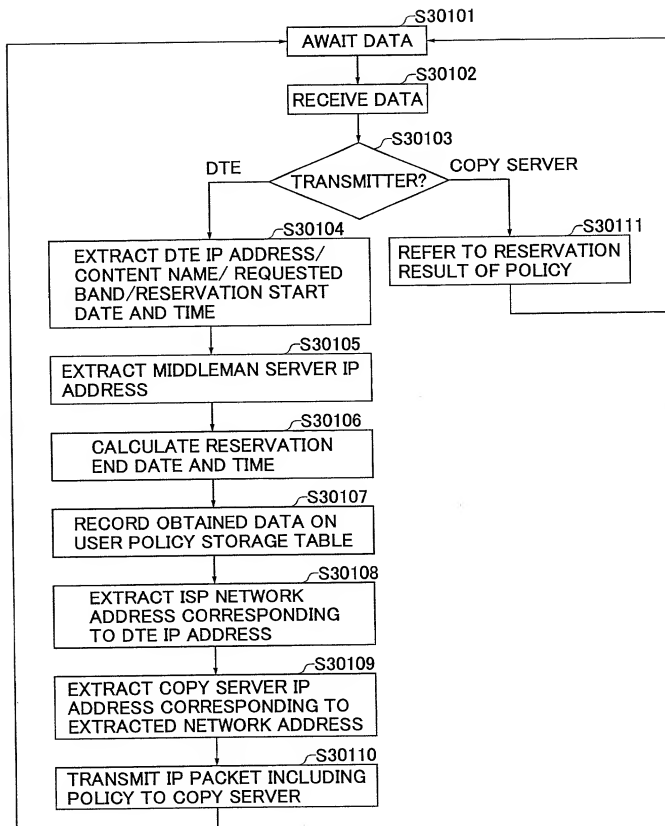 S30101
AWAIT DATA
S30102
RECEIVE DATA
S30103
DTE
TRANSMITTER?
COPY SERVER
S30104
EXTRACT DTE IP ADDRESS/
CONTENT NAME/ REQUESTED
BAND/RESERVATION START
DATE AND TIME
S30111
REFER TO RESERVATION
RESULT OF POLICY
S30105
EXTRACT MIDDLEMAN SERVER IP
ADDRESS
S30106
CALCULATE RESERVATION
END DATE AND TIME
S30107
RECORD OBTAINED DATA ON
USER POLICY STORAGE TABLE
S30108
EXTRACT ISP NETWORK
ADDRESS CORRESPONDING
TO DTE IP ADDRESS
S30109
EXTRACT COPY SERVER IP
ADDRESS CORRESPONDING TO
EXTRACTED NETWORK ADDRESS
S30110
TRANSMIT IP PACKET INCLUDING
POLICY TO COPY SERVER